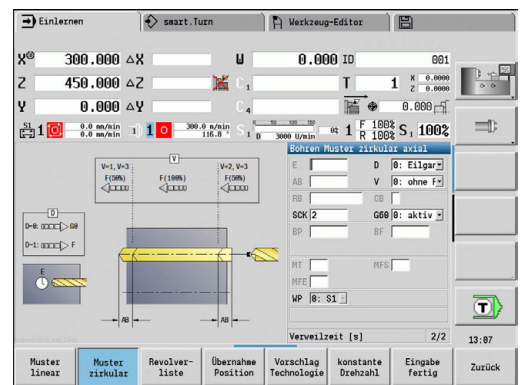 Einlernen smart.Turn Werkzeug-Editor
X 300.000 △X U 0.000 ID 001
Z 450.000 △Z C1 T 1 X 0.0000 Z 0.0000
Y 0.000 △Y C4 0.000
S1 1 0.0 mm/min 0.0 m/min 1) 1 300.0 m/min 116.8 ° S1 0 50 100 150 D 3000 U/min 0% 1 F 100% R 100% S1 100%
Bohren Muster zirkular axial
E D 0: Eilgar
AB V 0: ohne F
RB CB
SCK 2 G60 0: aktiv
BP BF
MT MFS
MFE
WP 0: S1
Verweilzeit [s] 2/2
V
V=1, V=3 V=2, V=3
F(50%) F(100%) F(50%)
D
D=0: G0
D=1: F
E
AB AB
T
13:07
Muster linear
Muster zirkular
Revolver-liste
Übernahme Position
Vorschlag Technologie
konstante Drehzahl
Eingabe fertig
Zurück